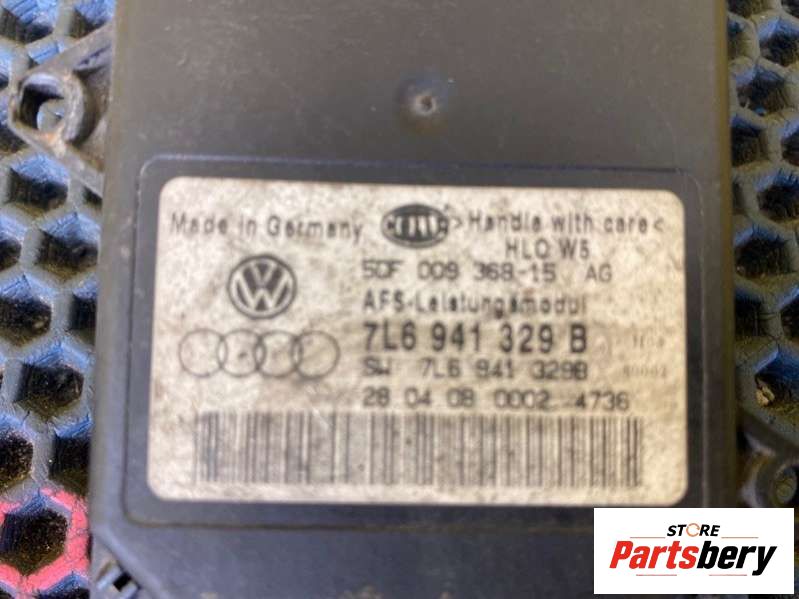 Made in Germany HELLA >Handle with care<
HLO W5
5DF 009 368-15 AG
AFS-Leistungsmodul
7L6 941 329 B
SW 7L6 941 329B
28 04 08 0002 4736
STORE
Partsbery